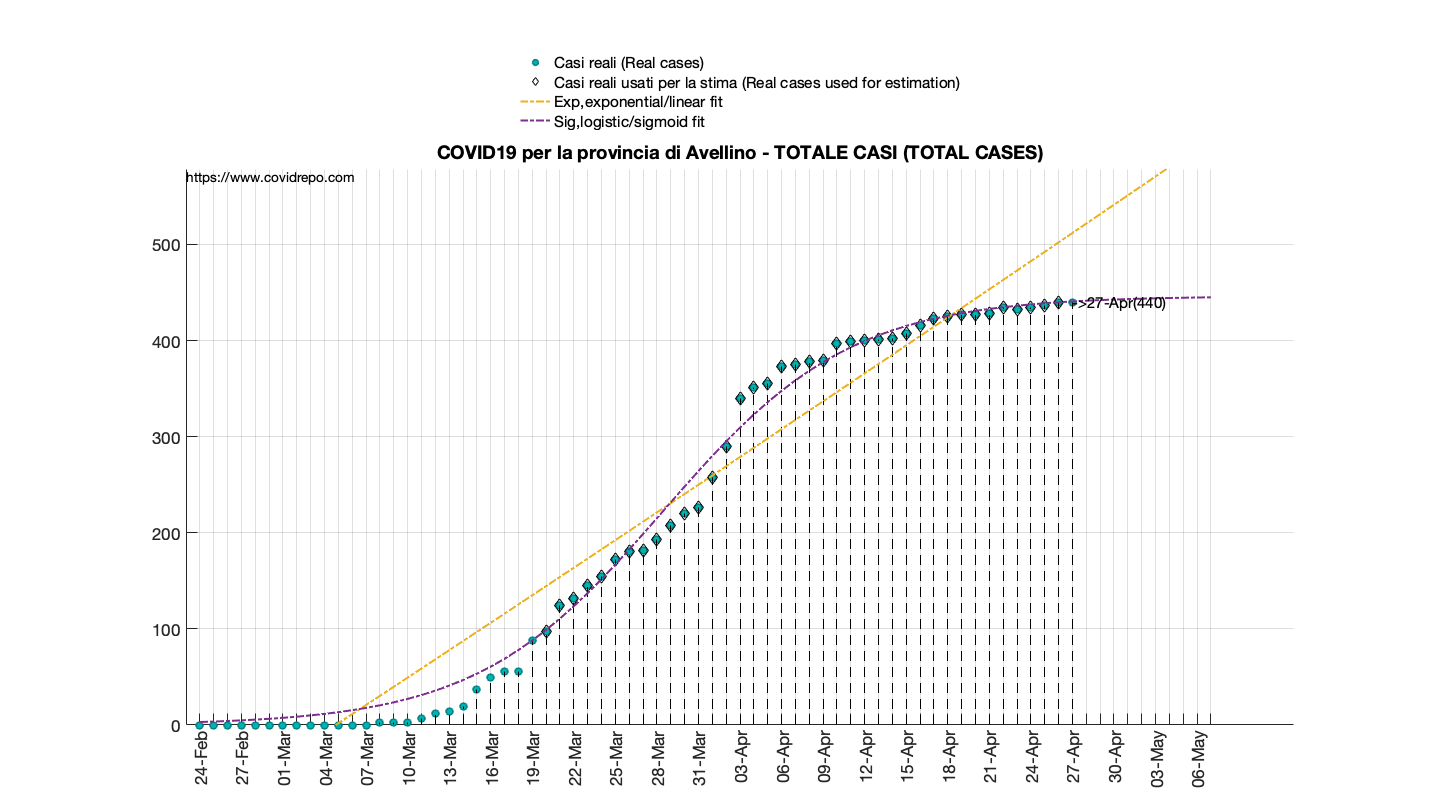 Casi reali (Real cases)
Casi reali usati per la stima (Real cases used for estimation)
Exp,exponential/linear fit
Sig,logistic/sigmoid fit
COVID19 per la provincia di Avellino - TOTALE CASI (TOTAL CASES)
https://www.covidrepo.com
500
400
300
200
100
0
->27-Apr(440)
24-Feb
27-Feb
01-Mar
04-Mar
07-Mar
10-Mar
13-Mar
16-Mar
19-Mar
22-Mar
25-Mar
28-Mar
31-Mar
03-Apr
06-Apr
09-Apr
12-Apr
15-Apr
18-Apr
21-Apr
24-Apr
27-Apr
30-Apr
03-May
06-May